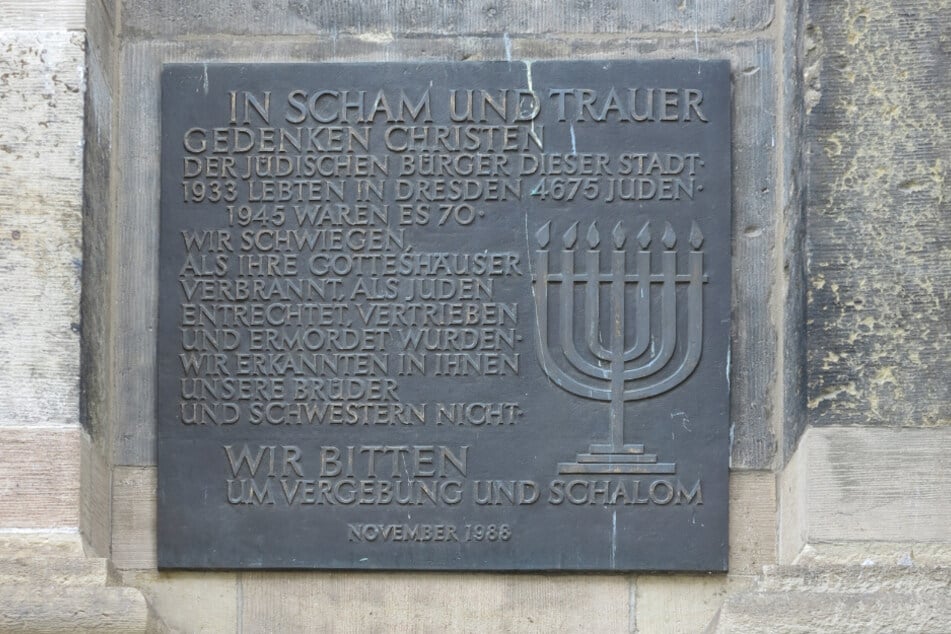 IN SCHAM UND TRAUER
GEDENKEN CHRISTEN
DER JÜDISCHEN BÜRGER DIESER STADT·
1933 LEBTEN IN DRESDEN 4675 JUDEN·
1945 WAREN ES 70·
WIR SCHWIEGEN,
ALS IHRE GOTTESHÄUSER
VERBRANNT, ALS JUDEN
ENTRECHTET, VERTRIEBEN
UND ERMORDET WURDEN·
WIR ERKANNTEN IN IHNEN
UNSERE BRÜDER
UND SCHWESTERN NICHT·
WIR BITTEN
UM VERGEBUNG UND SCHALOM
NOVEMBER 1988